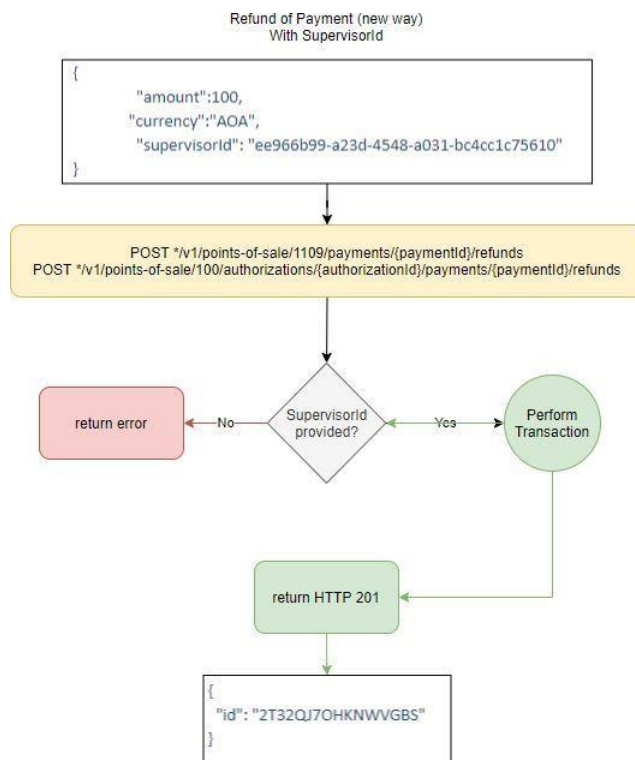 Refund of Payment (new way)
With SupervisorId
{
"amount":100,
"currency":"AOA",
"supervisorId": "ee966b99-a23d-4548-a031-bc4cc1c75610"
}
POST */v1/points-of-sale/1109/payments/{paymentId}/refunds
POST */v1/points-of-sale/100/authorizations/{authorizationId}/payments/{paymentId}/refunds
return error
No
SupervisorId
provided?
Yes
Perform
Transaction
return HTTP 201
{
"id": "2T32QJ7OHKNWVGBS"
}